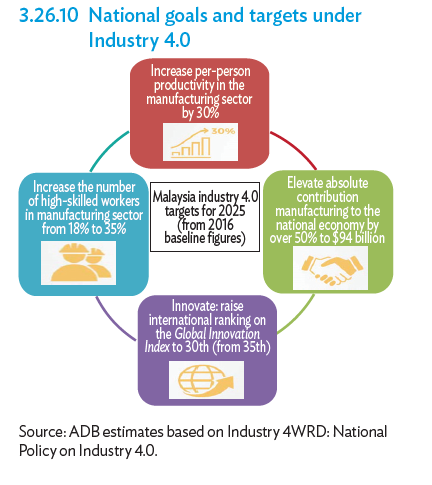 3.26.10 National goals and targets under
Industry 4.0
Increase per-person
productivity in the
manufacturing sector
by 30%
30%
Increase the number
of high-skilled workers
in manufacturing sector
from 18% to 35%
Malaysia industry 4.0
targets for 2025
(from 2016
baseline figures)
Elevate absolute
contribution
manufacturing to the
national economy by
over 50% to $94 billion
Innovate: raise
international ranking on
the Global Innovation
Index to 30th (from 35th)
Source: ADB estimates based on Industry 4WRD: National
Policy on Industry 4.0.